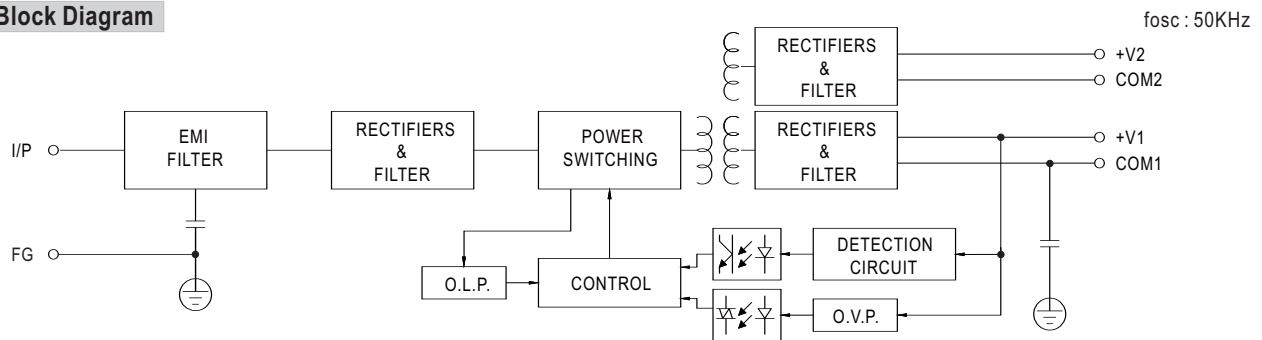 Block Diagram
fosc : 50KHz
RECTIFIERS
&
FILTER
+V2
COM2
I/P
EMI
FILTER
RECTIFIERS
&
FILTER
POWER
SWITCHING
RECTIFIERS
&
FILTER
+V1
COM1
FG
O.L.P.
CONTROL
DETECTION
CIRCUIT
O.V.P.